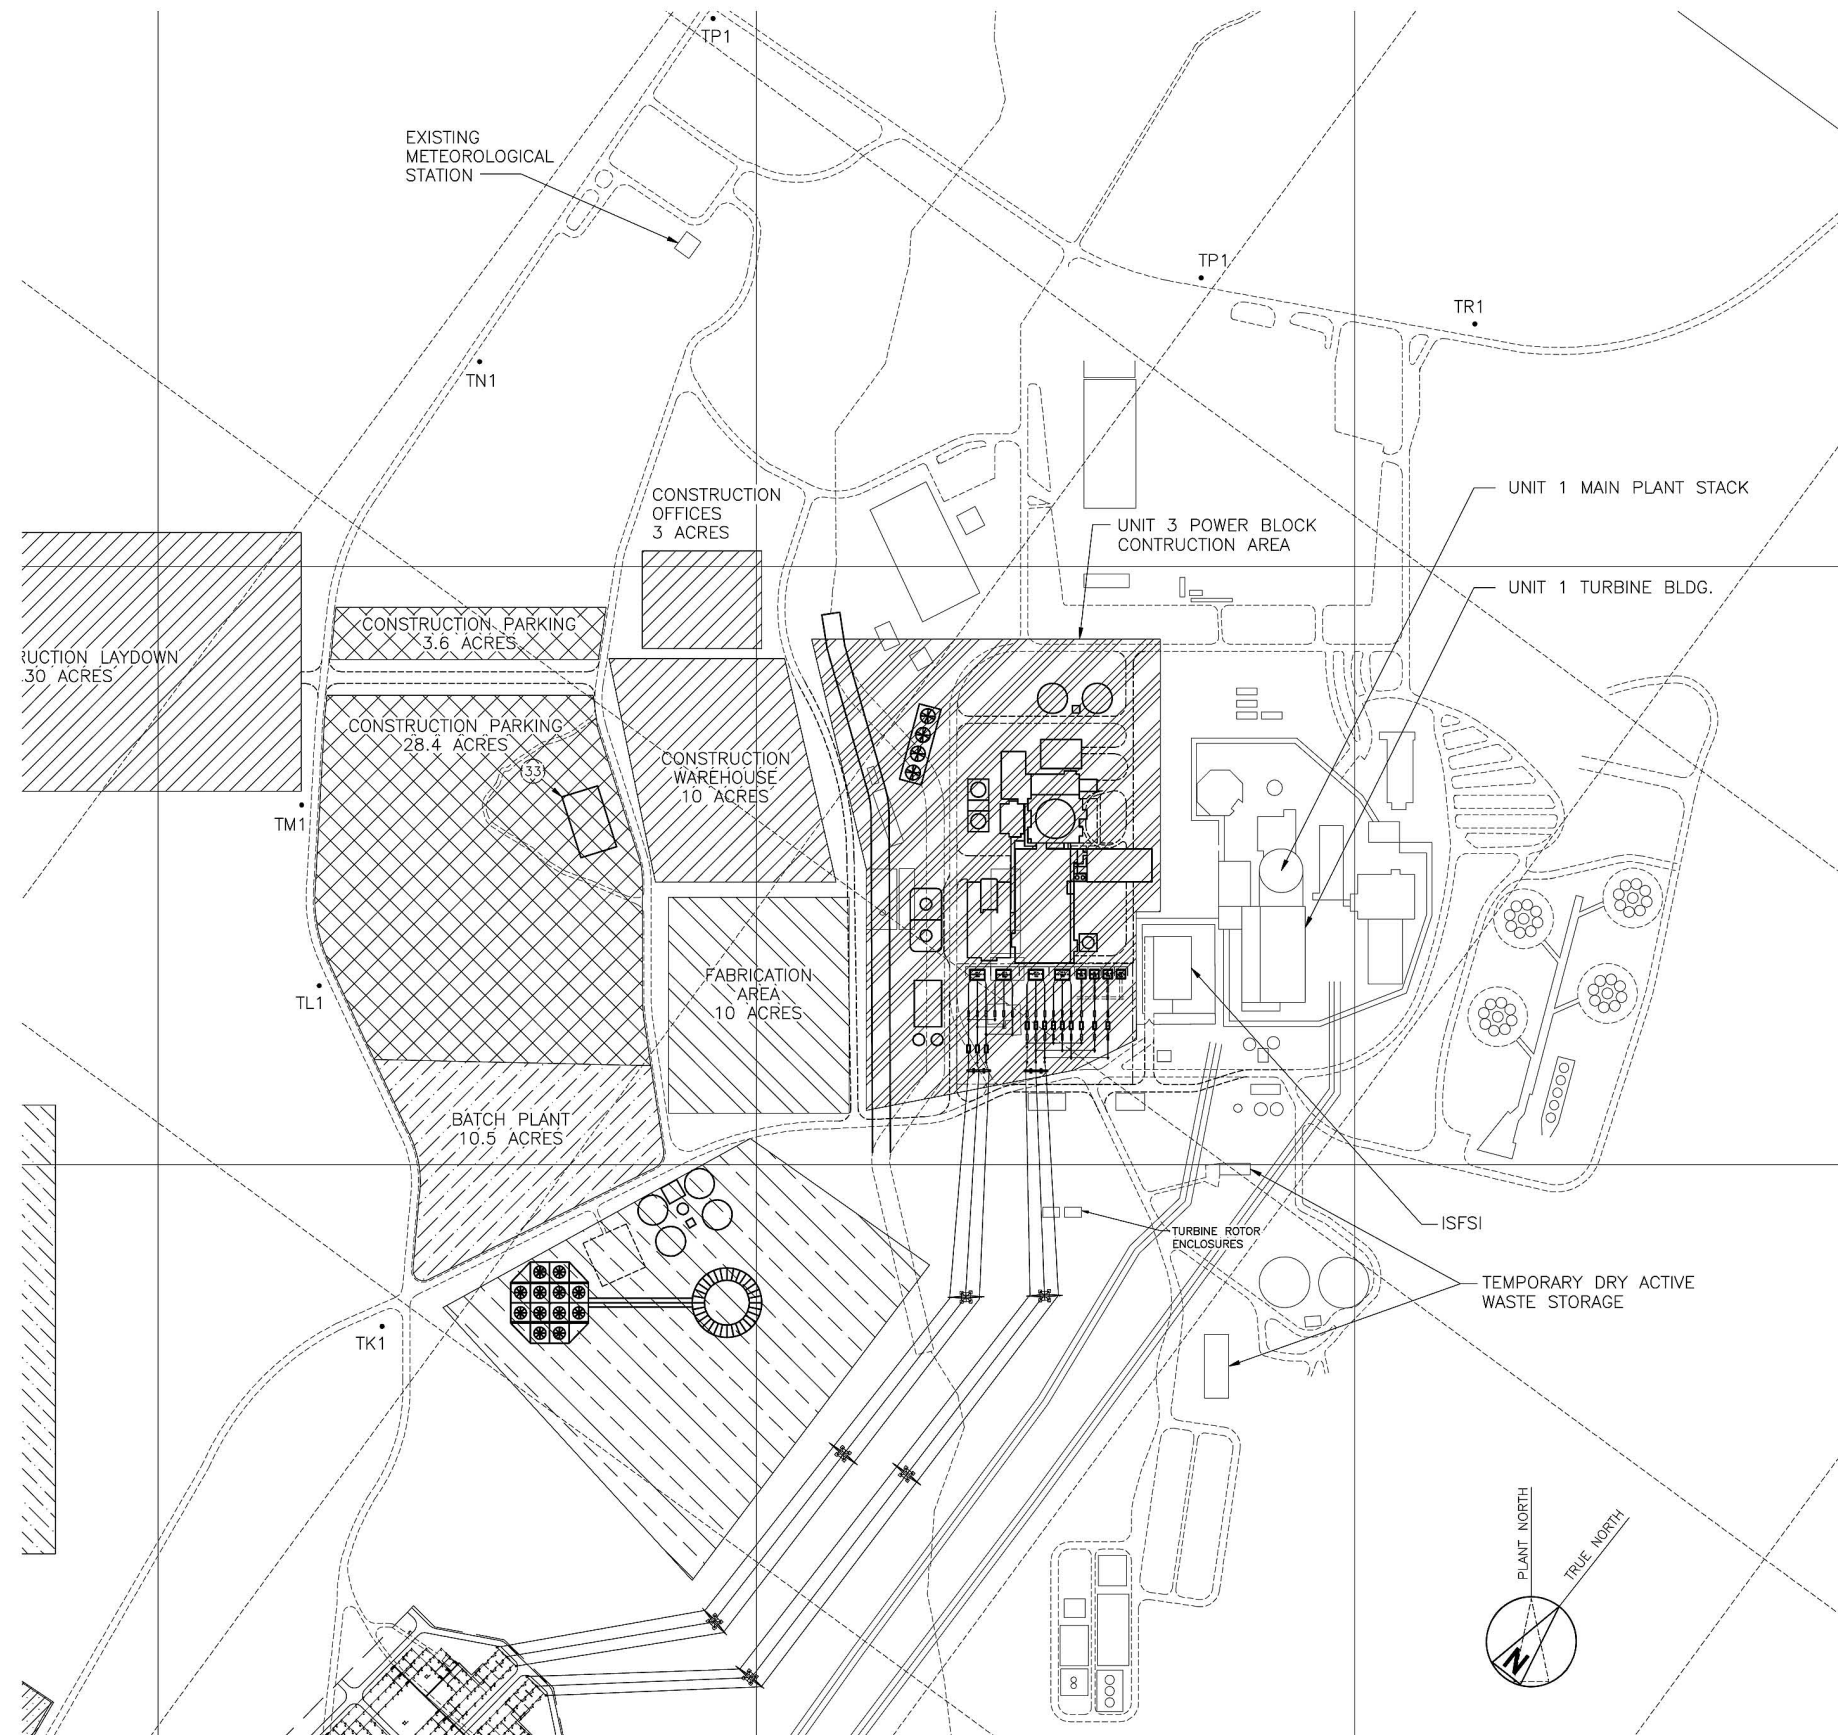 TP1
EXISTING
METEOROLOGICAL
STATION
TP1
TR1
TN1
UNIT 1 MAIN PLANT STACK
CONSTRUCTION
OFFICES
3 ACRES
UNIT 3 POWER BLOCK
CONTRUCTION AREA
UNIT 1 TURBINE BLDG.
CONSTRUCTION PARKING
3.6 ACRES
RUCTION LAYDOWN
.30 ACRES
CONSTRUCTION PARKING
28.4 ACRES
33
CONSTRUCTION
WAREHOUSE
10 ACRES
TM1
TL1
FABRICATION
AREA
10 ACRES
BATCH PLANT
10.5 ACRES
ISFSI
TURBINE ROTOR
ENCLOSURES
TEMPORARY DRY ACTIVE
WASTE STORAGE
TK1
PLANT NORTH
TRUE NORTH
N